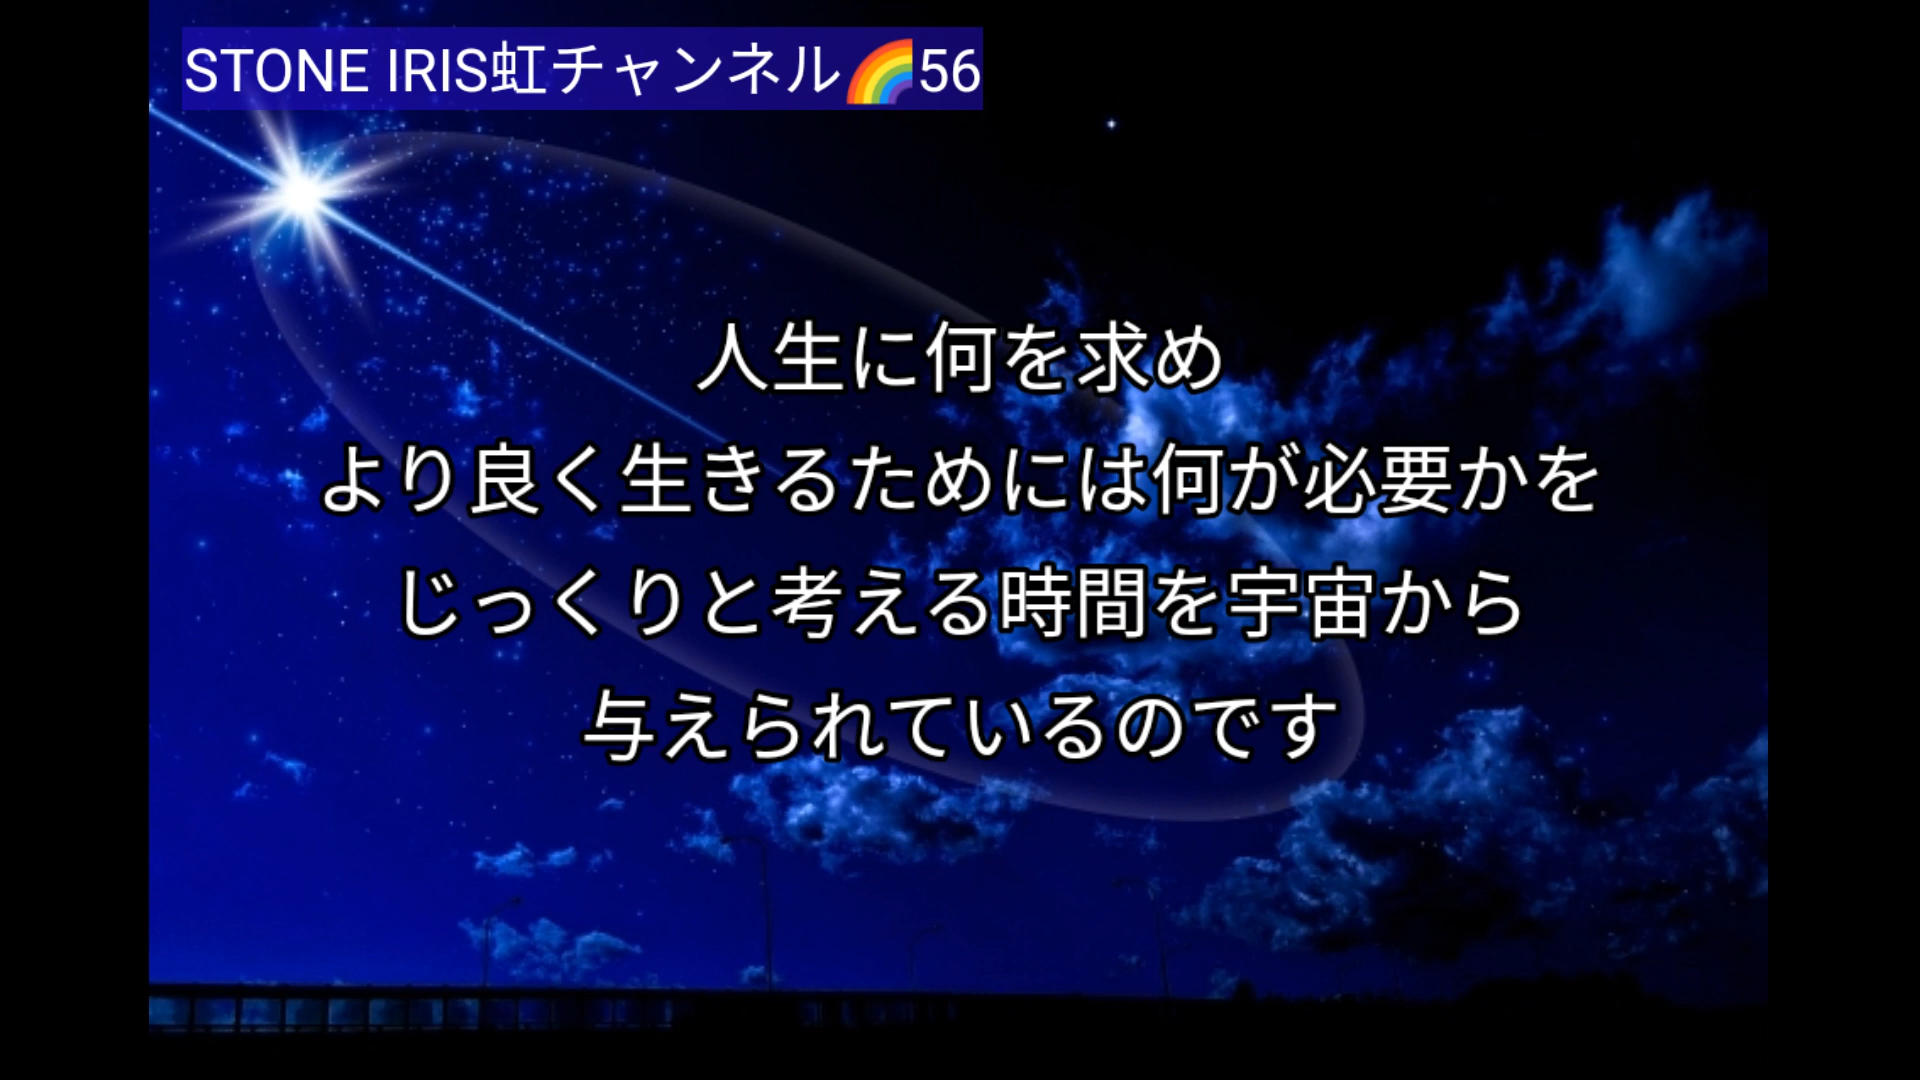 STONE IRIS虹チャンネル🌈56
人生に何を求め
より良く生きるためには何が必要かを
じっくりと考える時間を宇宙から
与えられているのです